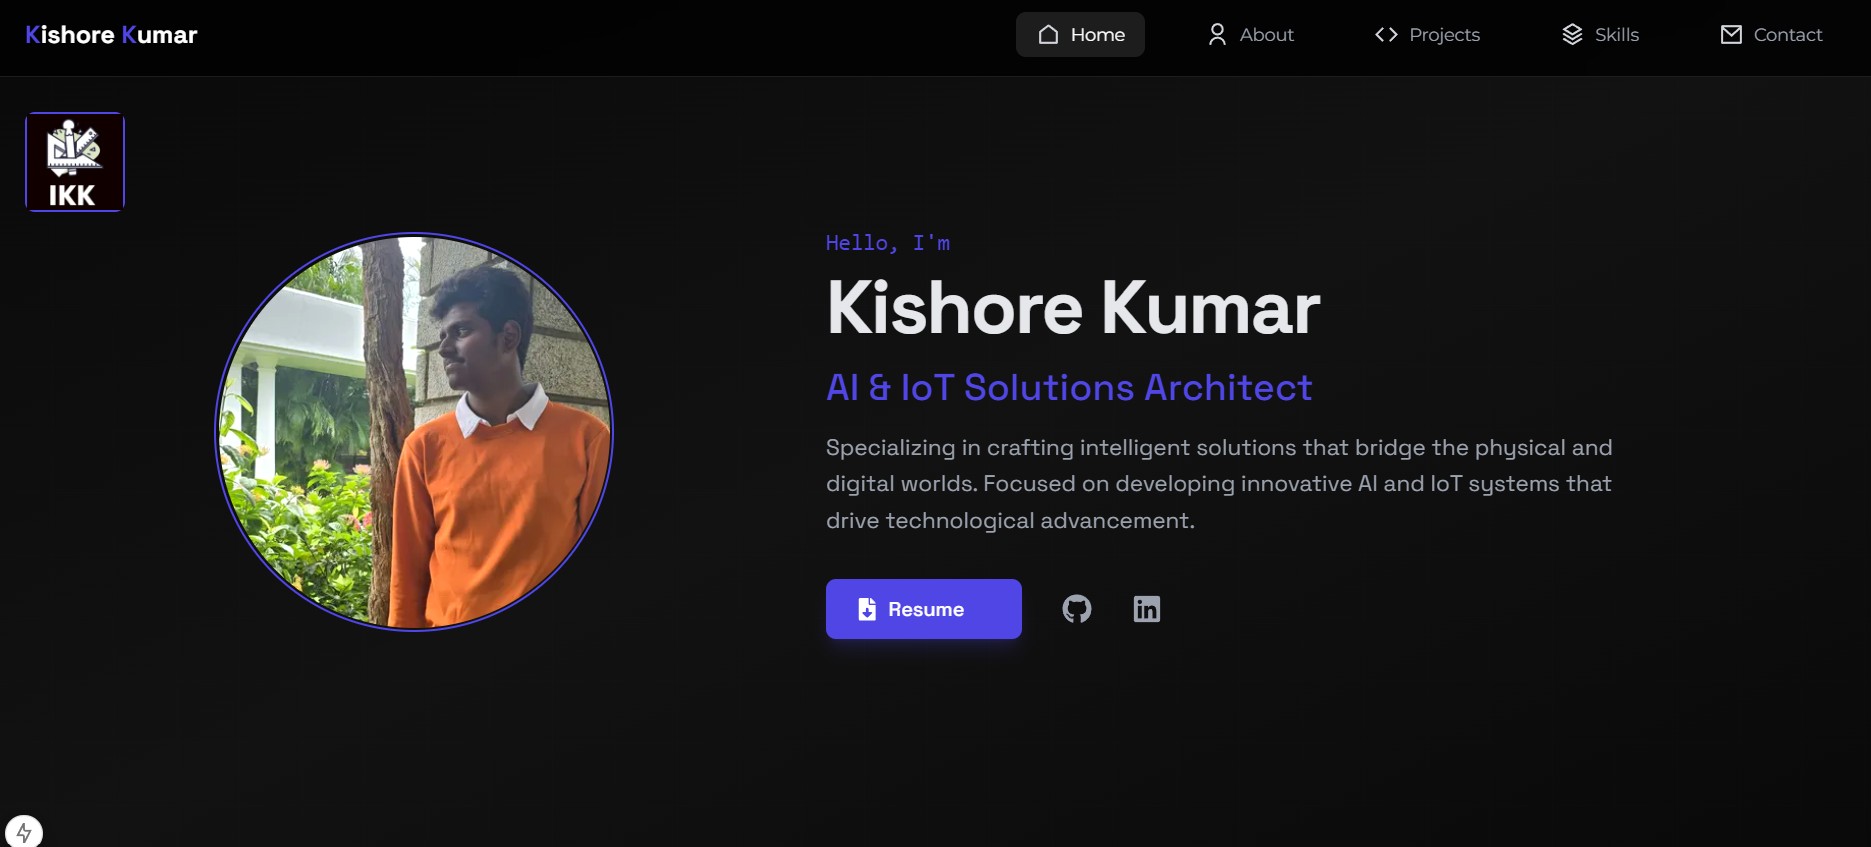 Kishore Kumar
Home
About
Projects
Skills
Contact
IKK
Hello, I'm
Kishore Kumar
AI & IoT Solutions Architect
Specializing in crafting intelligent solutions that bridge the physical and
digital worlds. Focused on developing innovative AI and IoT systems that
drive technological advancement.
Resume